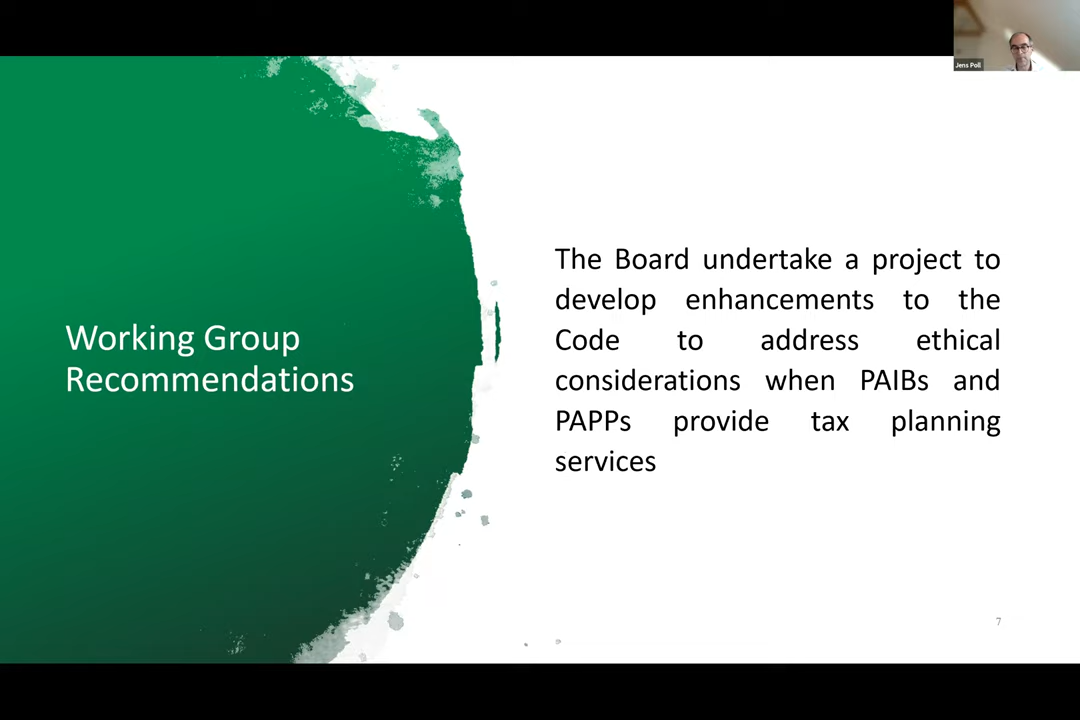 Jens Poll
Working Group
Recommendations
The Board undertake a project to
develop enhancements to the
Code to address ethical
considerations when PAIBs and
PAPPs provide tax planning
services
7